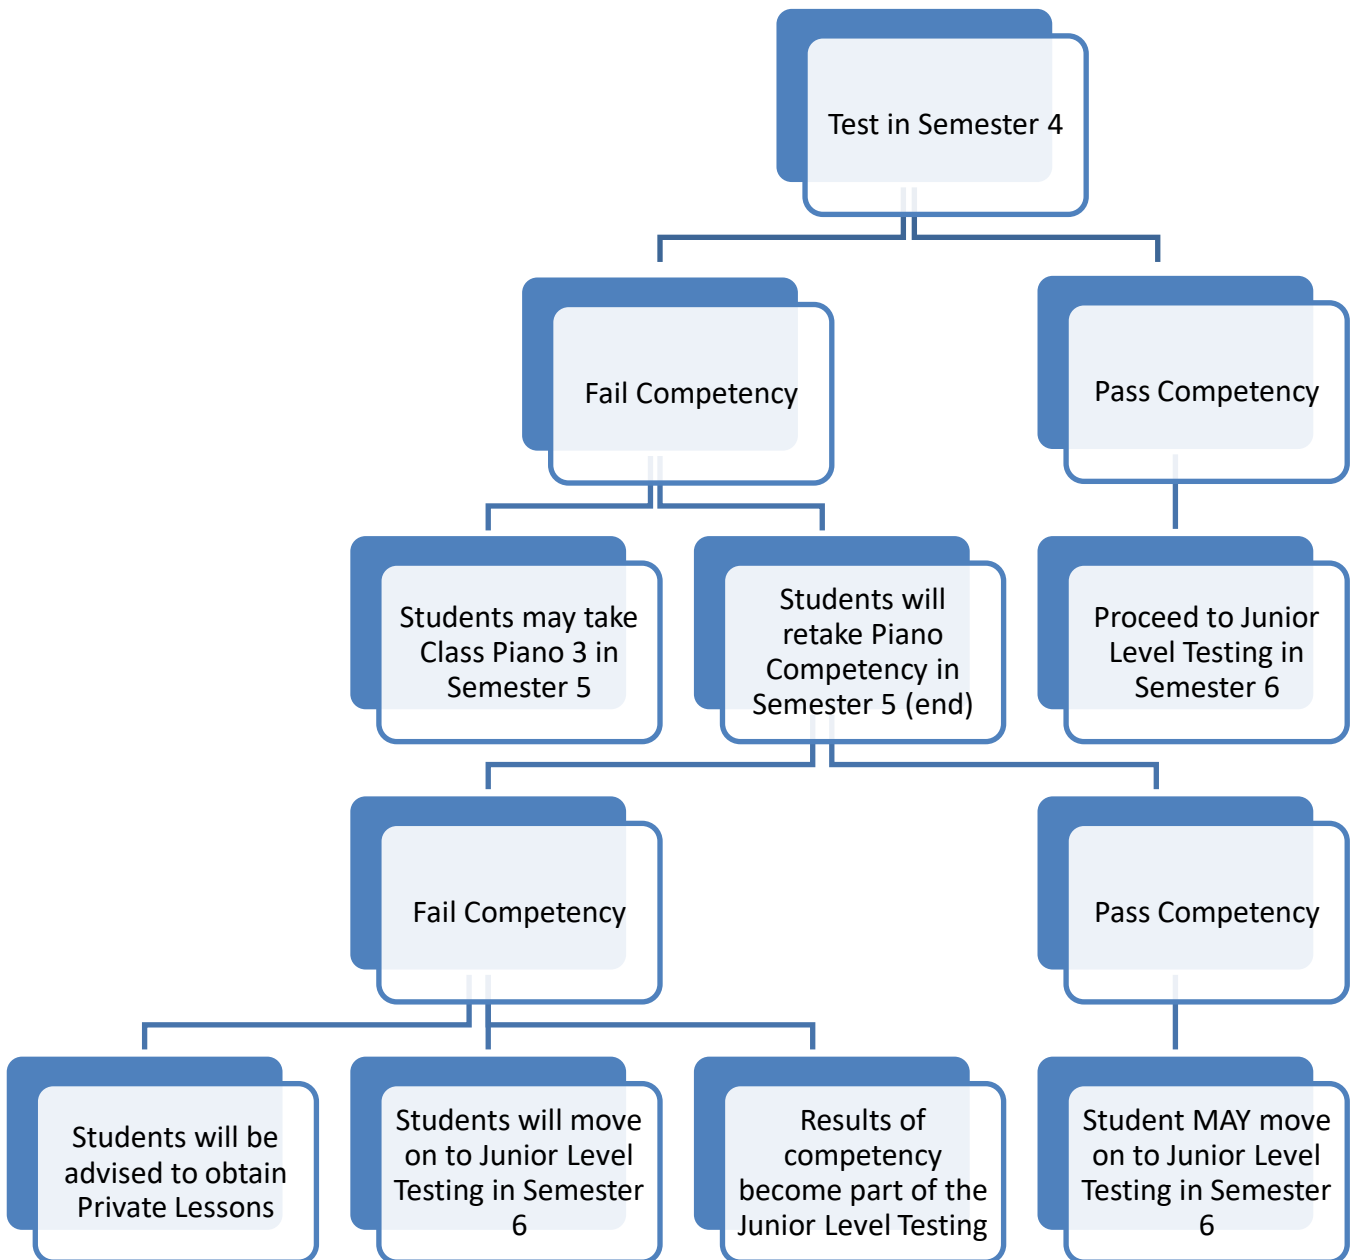 Test in Semester 4
Fail Competency
Pass Competency
Students may take
Class Piano 3 in
Semester 5
Students will
retake Piano
Competency in
Semester 5 (end)
Proceed to Junior
Level Testing in
Semester 6
Fail Competency
Pass Competency
Students will be
advised to obtain
Private Lessons
Students will move
on to Junior Level
Testing in Semester
6
Results of
competency
become part of the
Junior Level Testing
Student MAY move
on to Junior Level
Testing in Semester
6